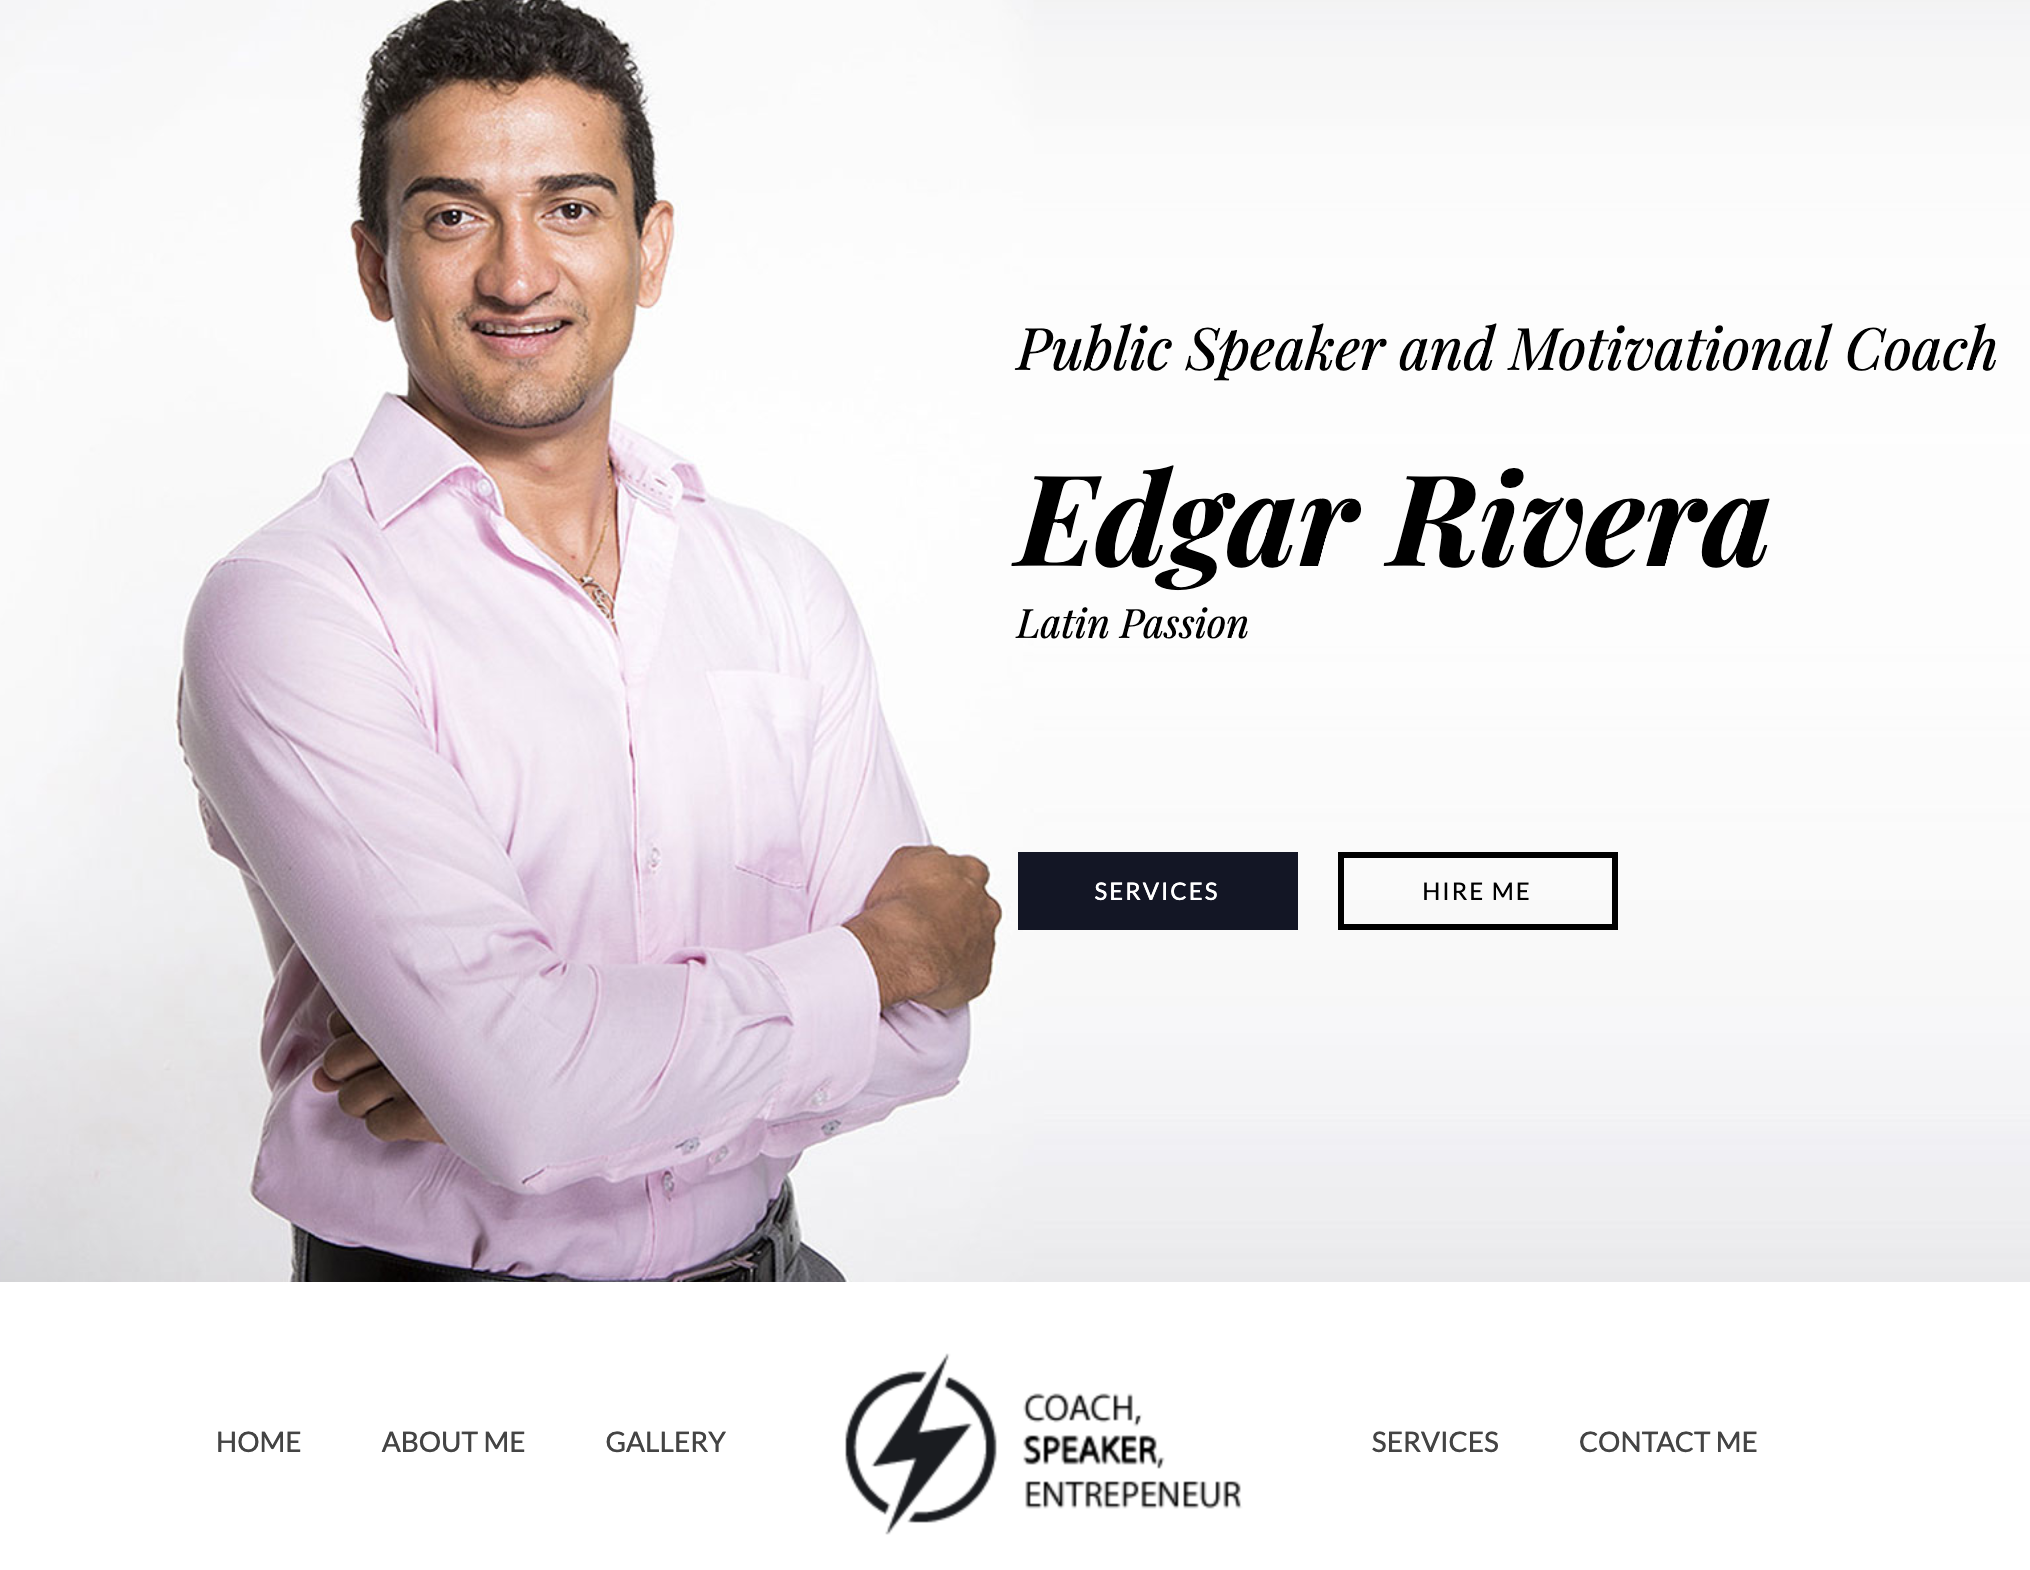 Public Speaker and Motivational Coach
Edgar Rivera
Latin Passion
SERVICES
HIRE ME
HOME
ABOUT ME
GALLERY
COACH,
SPEAKER,
ENTREPENEUR
SERVICES
CONTACT ME